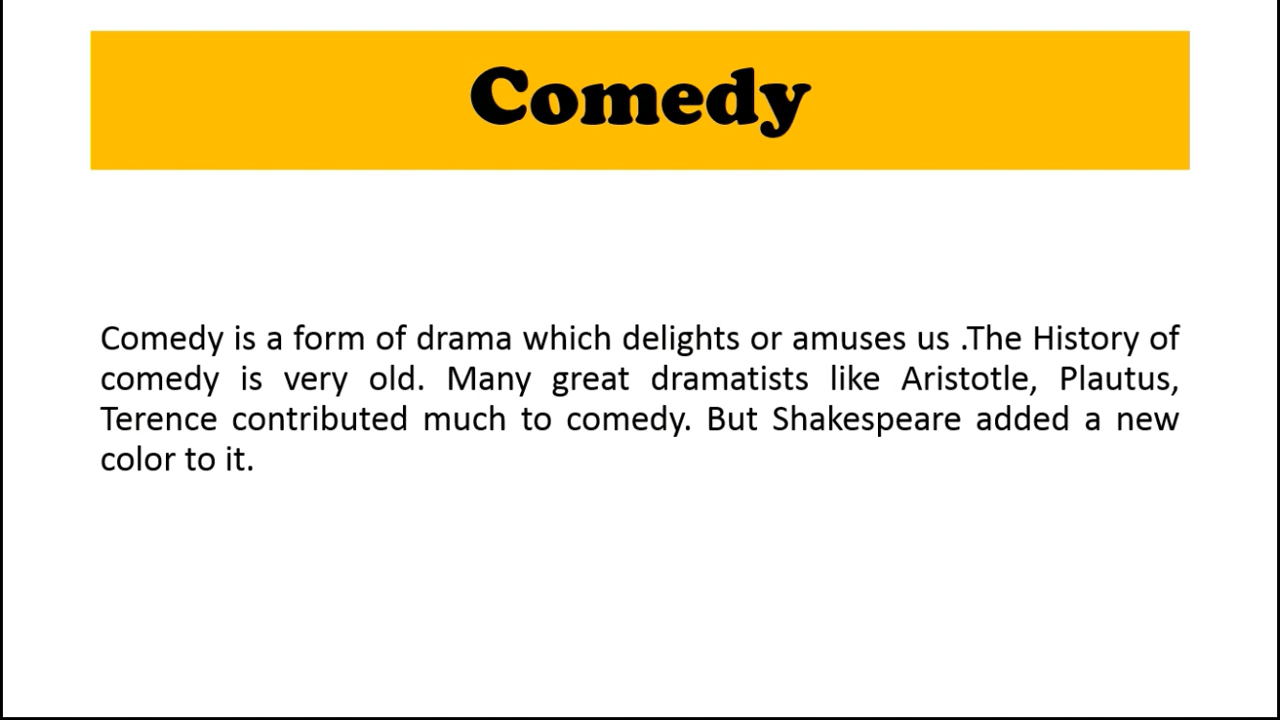 Comedy
Comedy is a form of drama which delights or amuses us .The History of
comedy is very old. Many great dramatists like Aristotle, Plautus,
Terence contributed much to comedy. But Shakespeare added a new
color to it.